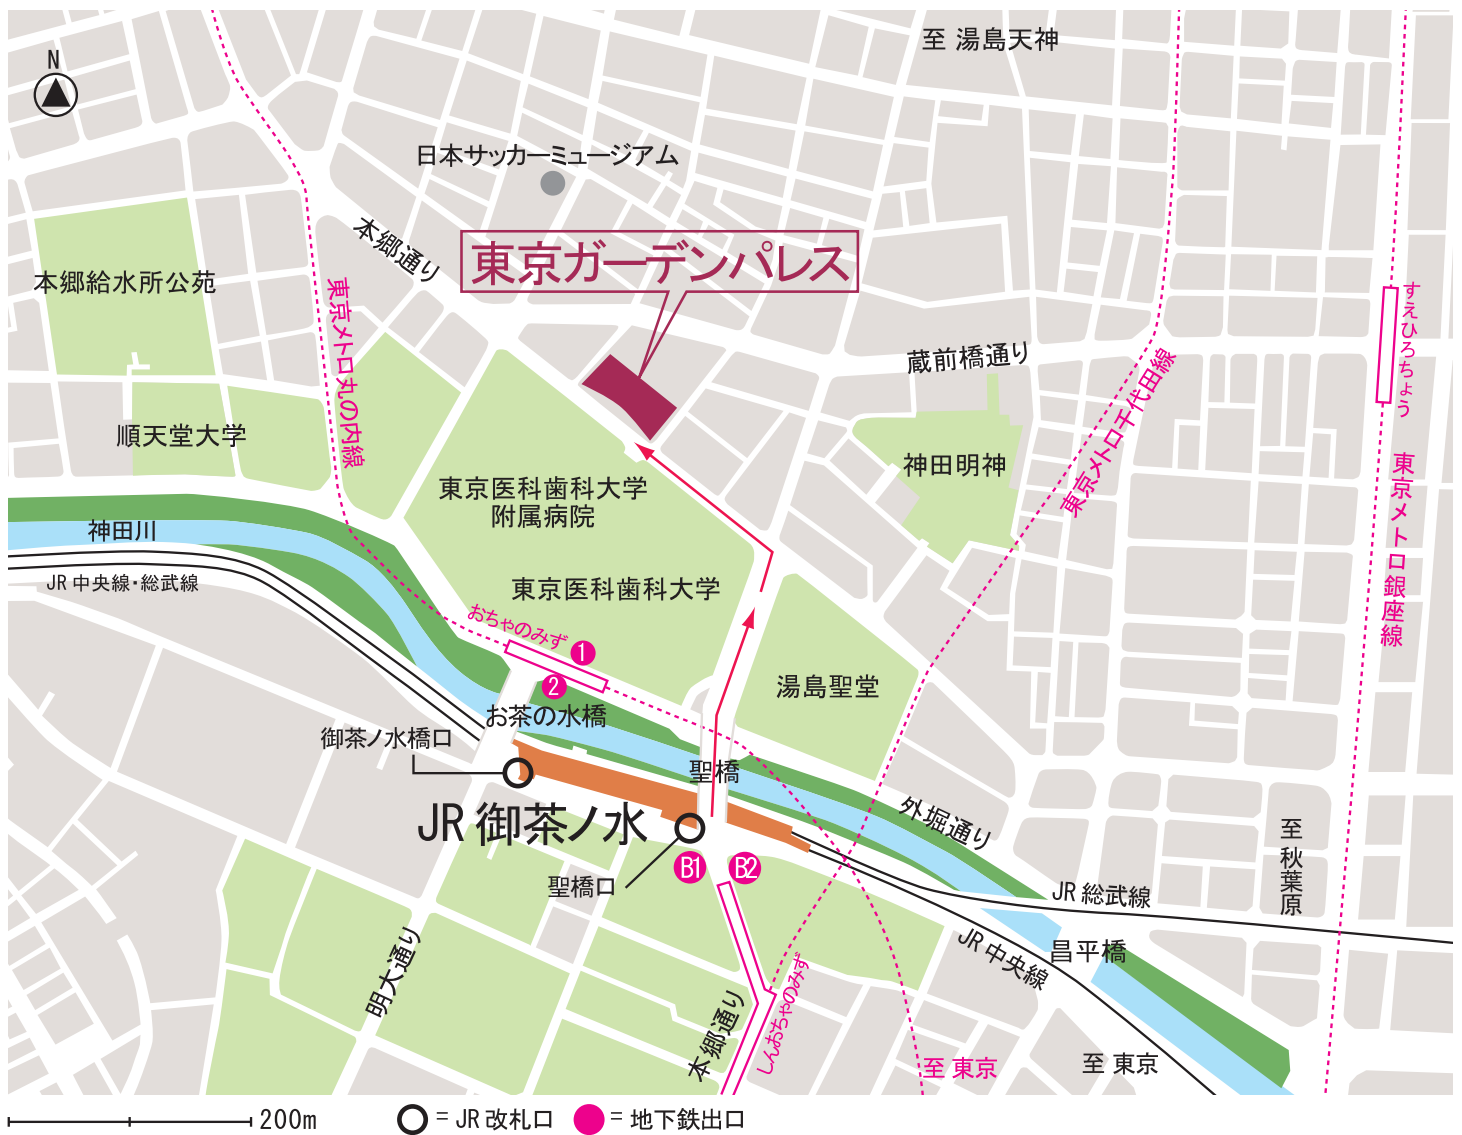 N
至 湯島天神
日本サッカーミュージアム
本郷通り
東京ガーデンパレス
本郷給水所公苑
東京メトロ丸の内線
すえひろちょう
蔵前橋通り
東京メトロ千代田線
順天堂大学
神田明神
東京メトロ銀座線
東京医科歯科大学
附属病院
神田川
JR 中央線・総武線
東京医科歯科大学
おちゃのみず
1
2
湯島聖堂
お茶の水橋
御茶ノ水橋口
聖橋
JR 御茶ノ水
外堀通り
至 秋葉原
B1
B2
聖橋口
JR 総武線
JR 中央線
昌平橋
明大通り
本郷通り
しんおちゃのみず
至 東京
至 東京
200m
= JR 改札口
= 地下鉄出口